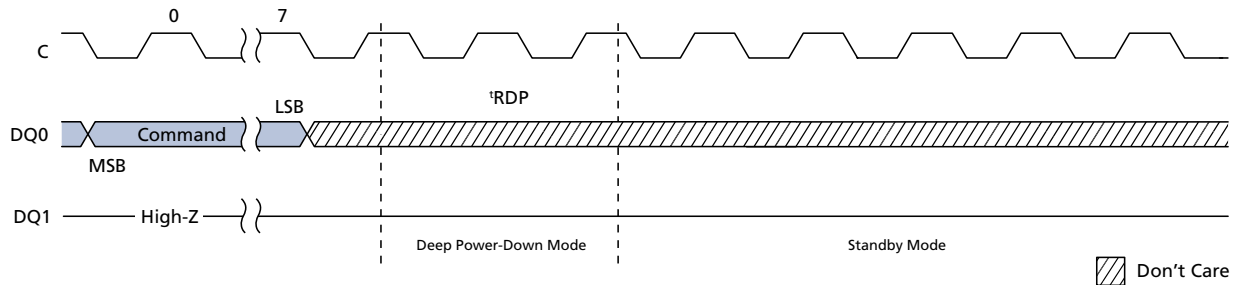 0 7
C
ᵗRDP
LSB
DQ0 Command
MSB
DQ1 High-Z
Deep Power-Down Mode Standby Mode
Don't Care